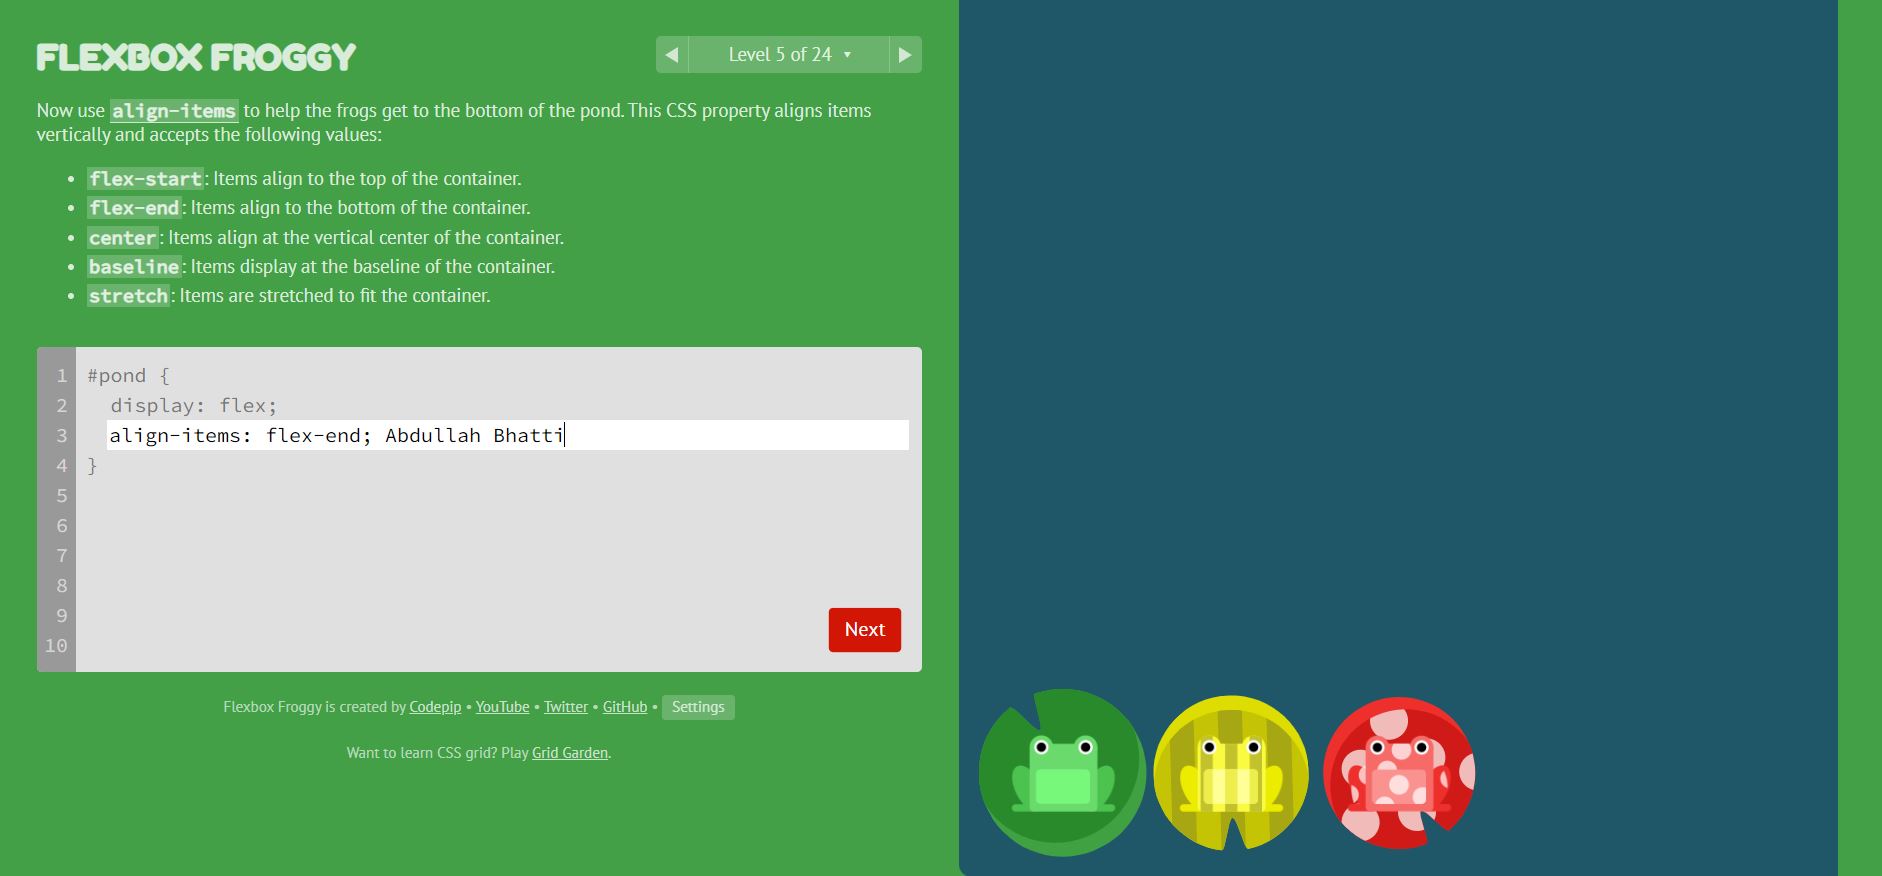 FLEXBOX FROGGY
◀ Level 5 of 24 ▼ ▶
Now use align-items to help the frogs get to the bottom of the pond. This CSS property aligns items
vertically and accepts the following values:
• flex-start: Items align to the top of the container.
• flex-end: Items align to the bottom of the container.
• center: Items align at the vertical center of the container.
• baseline: Items display at the baseline of the container.
• stretch: Items are stretched to fit the container.
1 #pond {
2 display: flex;
3 align-items: flex-end; Abdullah Bhatti
4 }
5
6
7
8
9
10
Next
Flexbox Froggy is created by Codepip • YouTube • Twitter • GitHub • Settings
Want to learn CSS grid? Play Grid Garden.